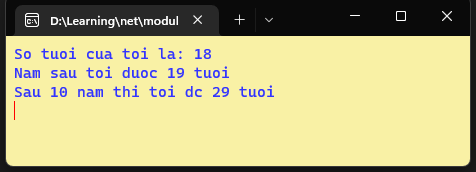 D:\Learning\net\modul
So tuoi cua toi la: 18
Nam sau toi duoc 19 tuoi
Sau 10 nam thi toi dc 29 tuoi